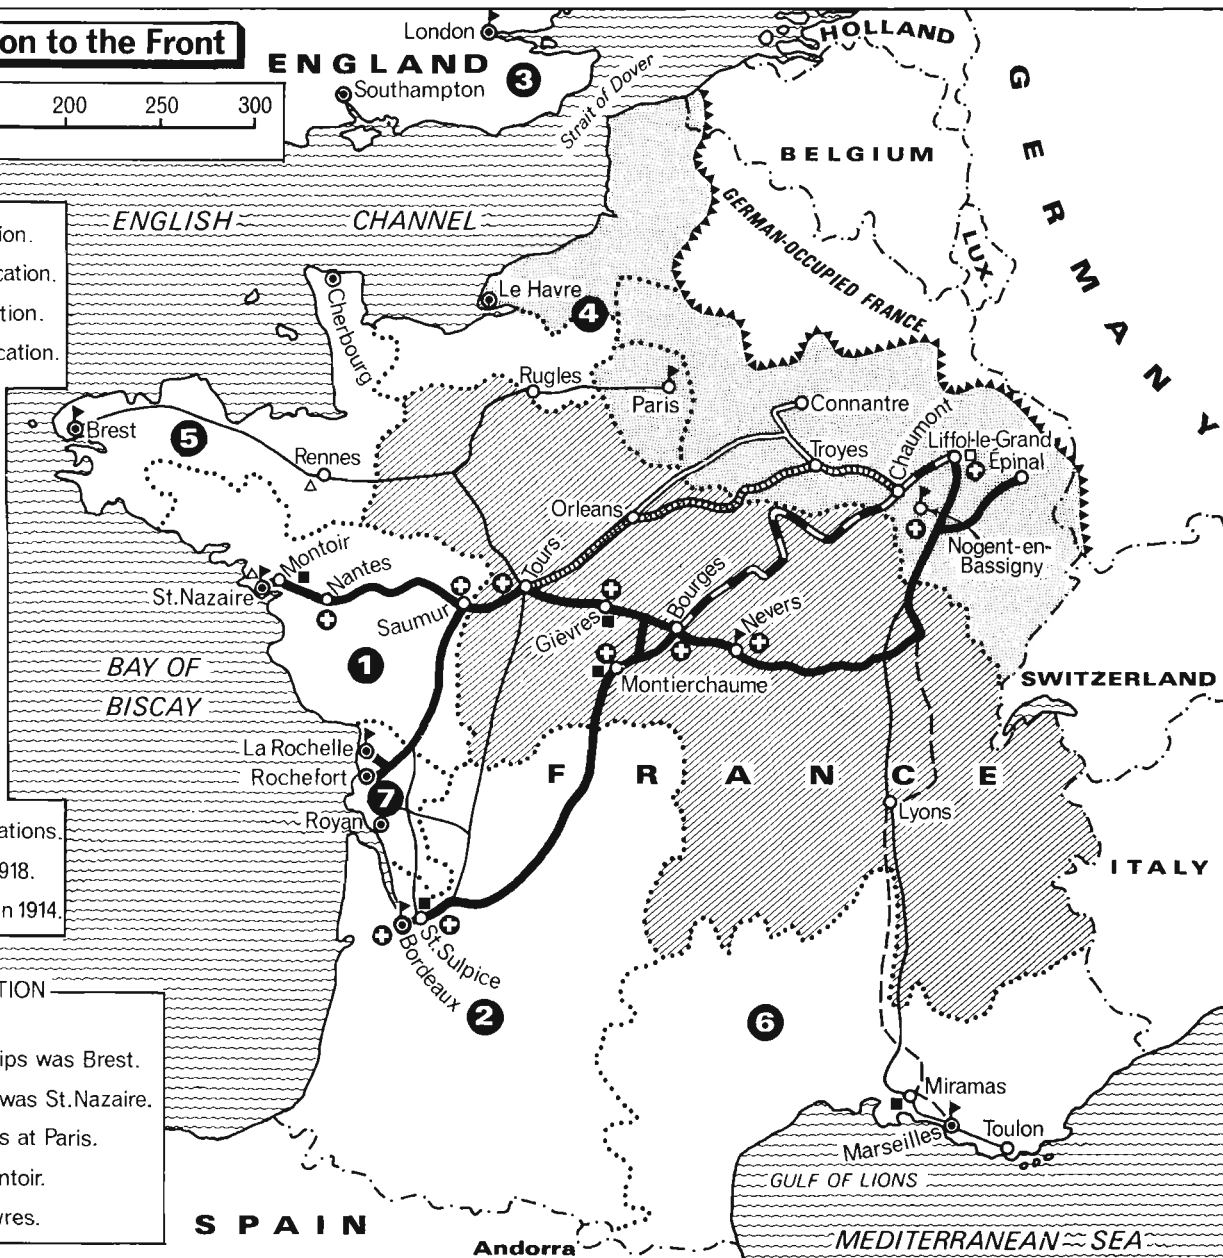 on to the Front
200 250 300
London
ENGLAND
3
Southampton
Strait of Dover
HOLLAND
GERMANY
BELGIUM
LUX.
GERMAN-OCCUPIED FRANCE
ENGLISH CHANNEL
tion.
cation.
tion.
cation.
Cherbourg
Le Havre
4
Rugles
Paris
Connantre
Troyes
Chaumont
Liffol-le-Grand
Épinal
Brest
5
Rennes
Orleans
Nogent-en-
Bassigny
Montoir
St.Nazaire
Nantes
Saumur
Tours
Gièvres
Bourges
Nevers
Montierchaume
BAY OF
BISCAY
1
SWITZERLAND
La Rochelle
Rochefort
7
Royan
FRANCE
Lyons
ITALY
ations.
918.
n 1914.
St.Sulpice
Bordeaux
2
6
TION
ips was Brest.
was St.Nazaire.
s at Paris.
ntoir.
vres.
Miramas
Marseilles
Toulon
GULF OF LIONS
SPAIN
Andorra
MEDITERRANEAN SEA